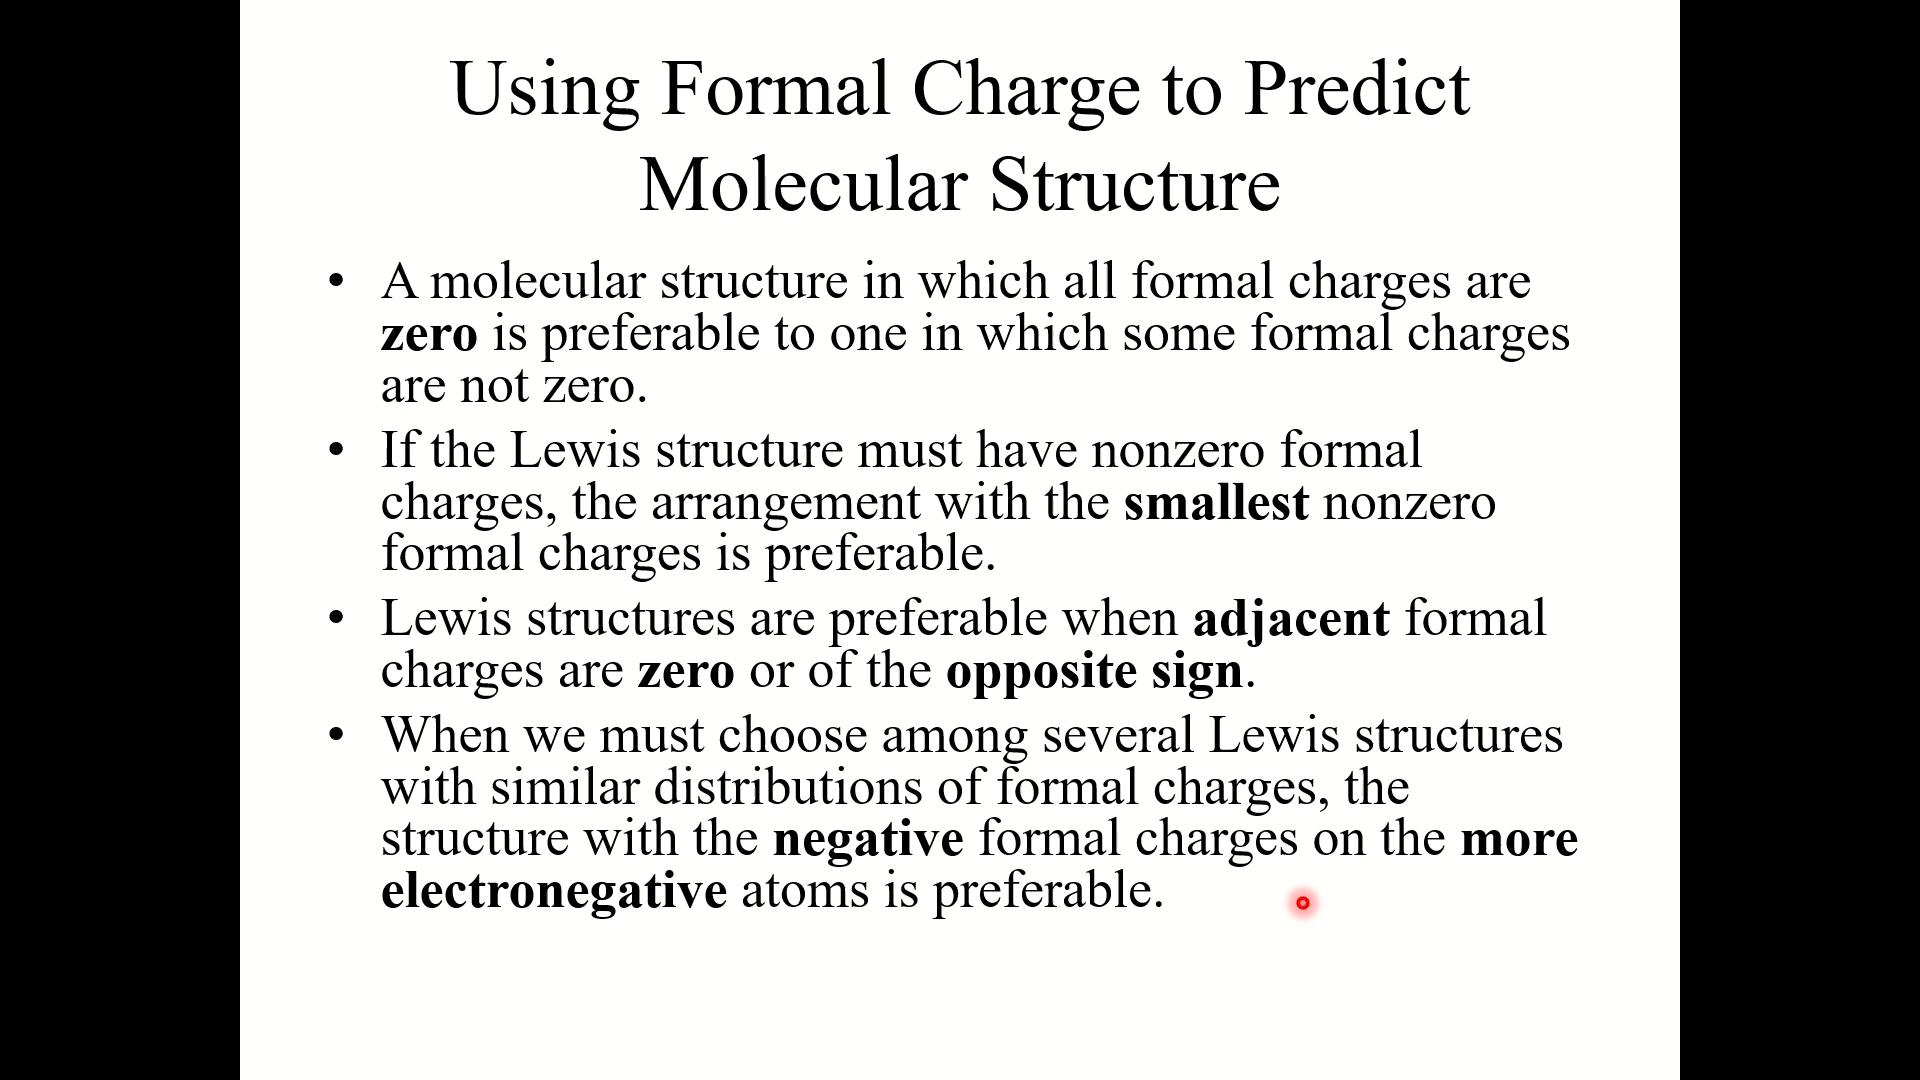 Using Formal Charge to Predict
Molecular Structure
• A molecular structure in which all formal charges are
zero is preferable to one in which some formal charges
are not zero.
• If the Lewis structure must have nonzero formal
charges, the arrangement with the smallest nonzero
formal charges is preferable.
• Lewis structures are preferable when adjacent formal
charges are zero or of the opposite sign.
• When we must choose among several Lewis structures
with similar distributions of formal charges, the
structure with the negative formal charges on the more
electronegative atoms is preferable.